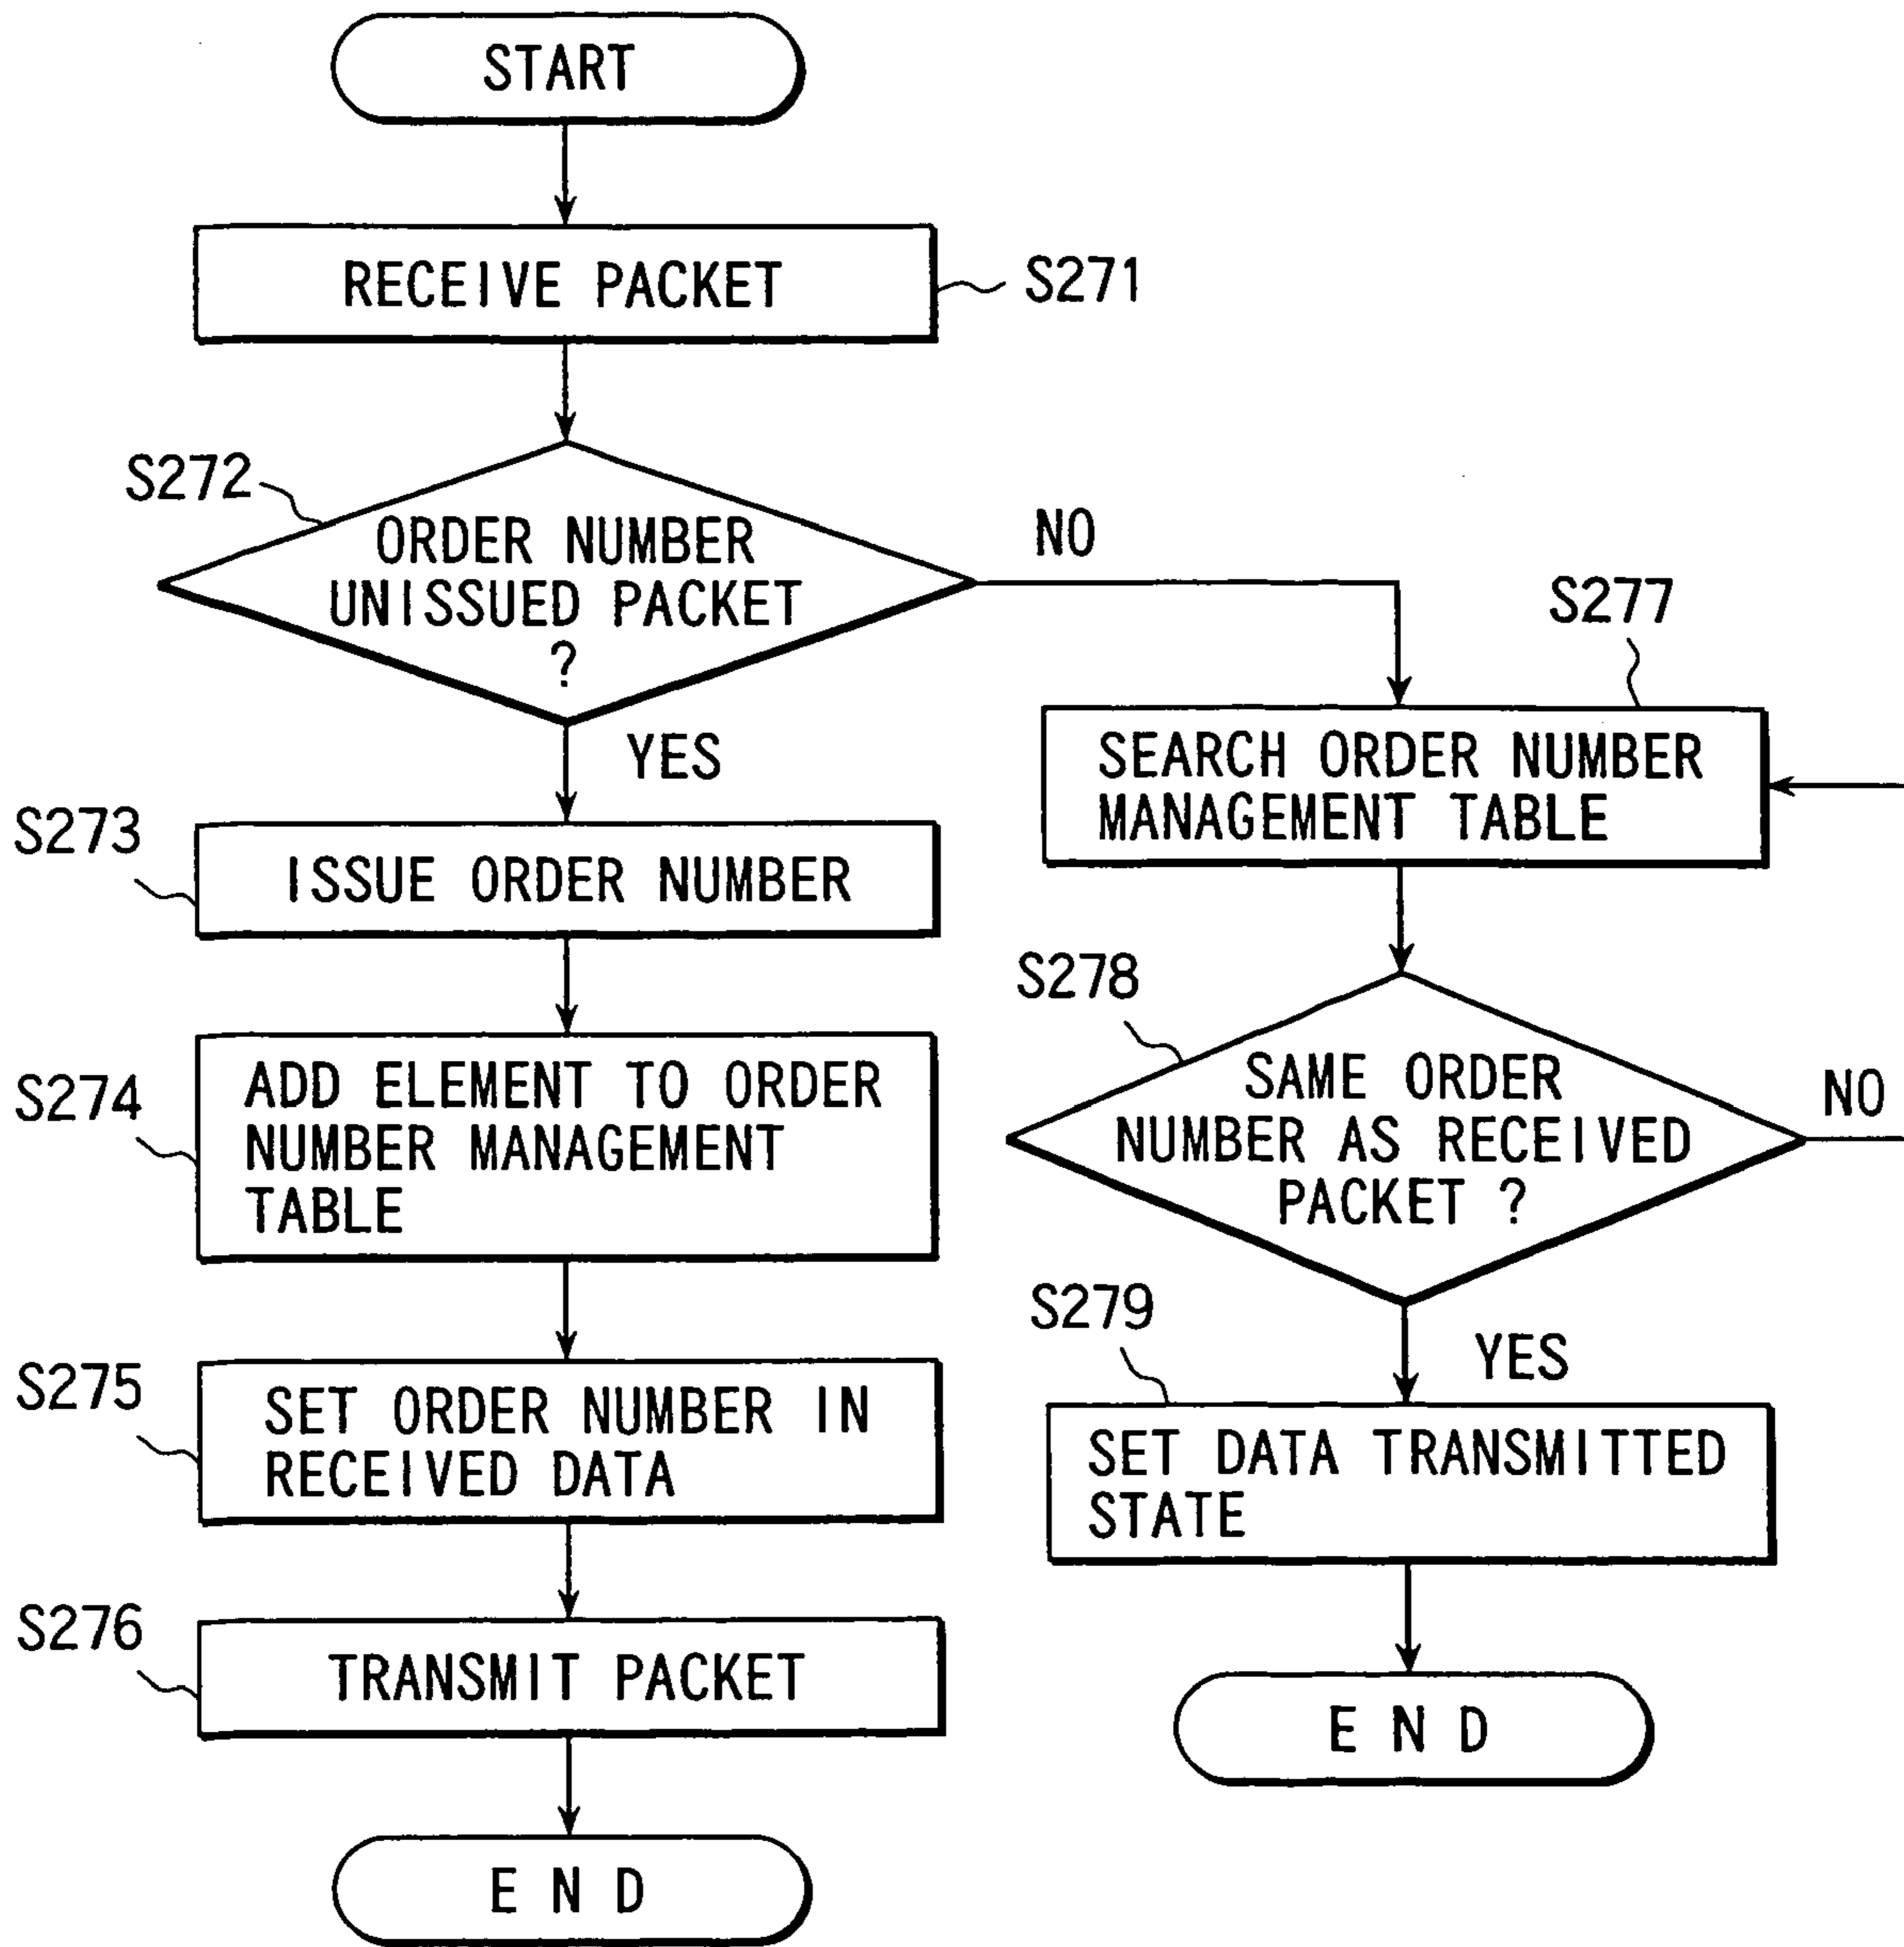 START
RECEIVE PACKET
S271
S272
ORDER NUMBER
UNISSUED PACKET
?
NO
YES
S273
ISSUE ORDER NUMBER
S274
ADD ELEMENT TO ORDER
NUMBER MANAGEMENT
TABLE
S275
SET ORDER NUMBER IN
RECEIVED DATA
S276
TRANSMIT PACKET
END
S277
SEARCH ORDER NUMBER
MANAGEMENT TABLE
S278
SAME ORDER
NUMBER AS RECEIVED
PACKET ?
NO
YES
S279
SET DATA TRANSMITTED
STATE
END